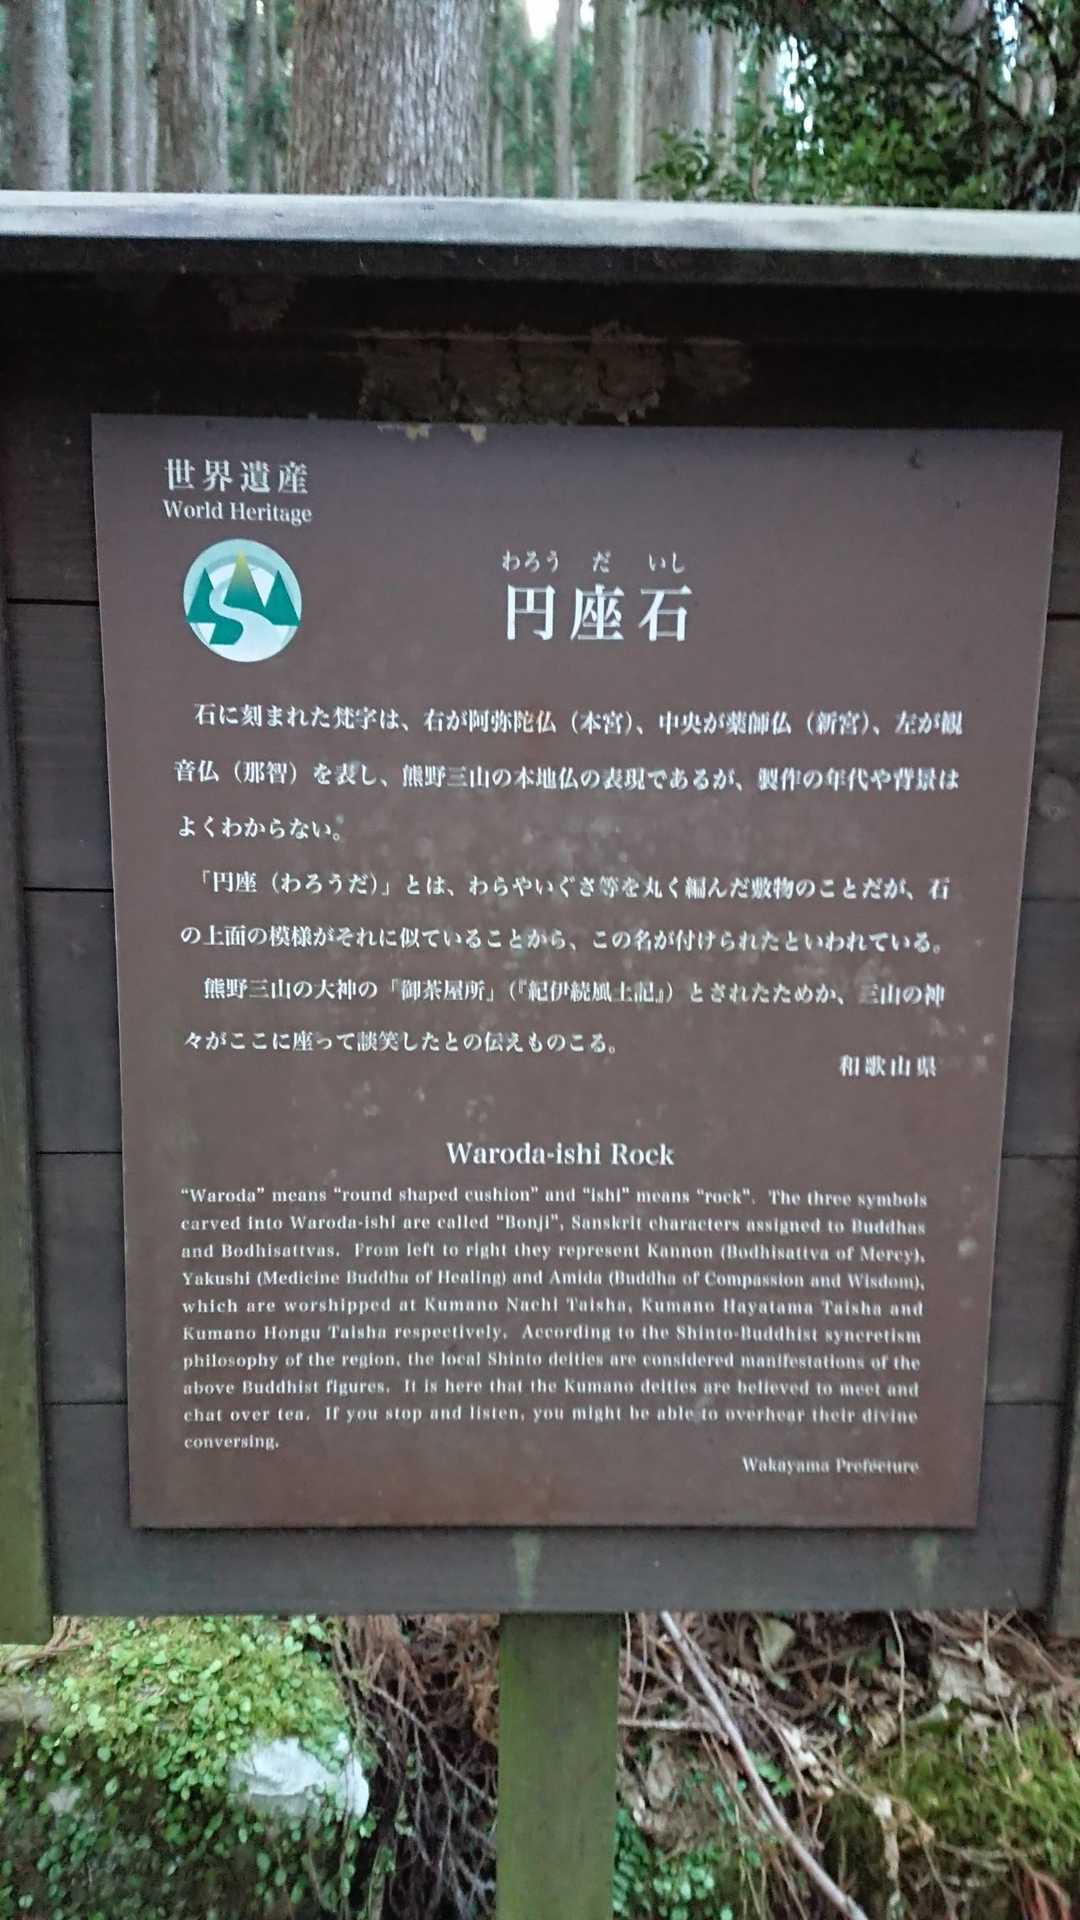 世界遺産
World Heritage
わろう だ いし
円座石
石に刻まれた梵字は、右が阿弥陀仏（本宮）、中央が薬師仏（新宮）、左が観
音仏（那智）を表し、熊野三山の本地仏の表現であるが、製作の年代や背景は
よくわからない。
「円座（わろうだ）」とは、わらやいぐさ等を丸く編んだ敷物のことだが、石
の上面の模様がそれに似ていることから、この名が付けられたといわれている。
熊野三山の大神の「御茶屋所」（『紀伊続風土記』）とされたためか、三山の神
々がここに座って談笑したとの伝えものこる。
和歌山県
Waroda-ishi Rock
“Waroda” means “round shaped cushion” and “ishi” means “rock”. The three symbols
carved into Waroda-ishi are called “Bonji”, Sanskrit characters assigned to Buddhas
and Bodhisattvas. From left to right they represent Kannon (Bodhisattva of Mercy),
Yakushi (Medicine Buddha of Healing) and Amida (Buddha of Compassion and Wisdom),
which are worshipped at Kumano Nachi Taisha, Kumano Hayatama Taisha and
Kumano Hongu Taisha respectively. According to the Shinto-Buddhist syncretism
philosophy of the region, the local Shinto deities are considered manifestations of the
above Buddhist figures. It is here that the Kumano deities are believed to meet and
chat over tea. If you stop and listen, you might be able to overhear their divine
conversing.
Wakayama Prefecture